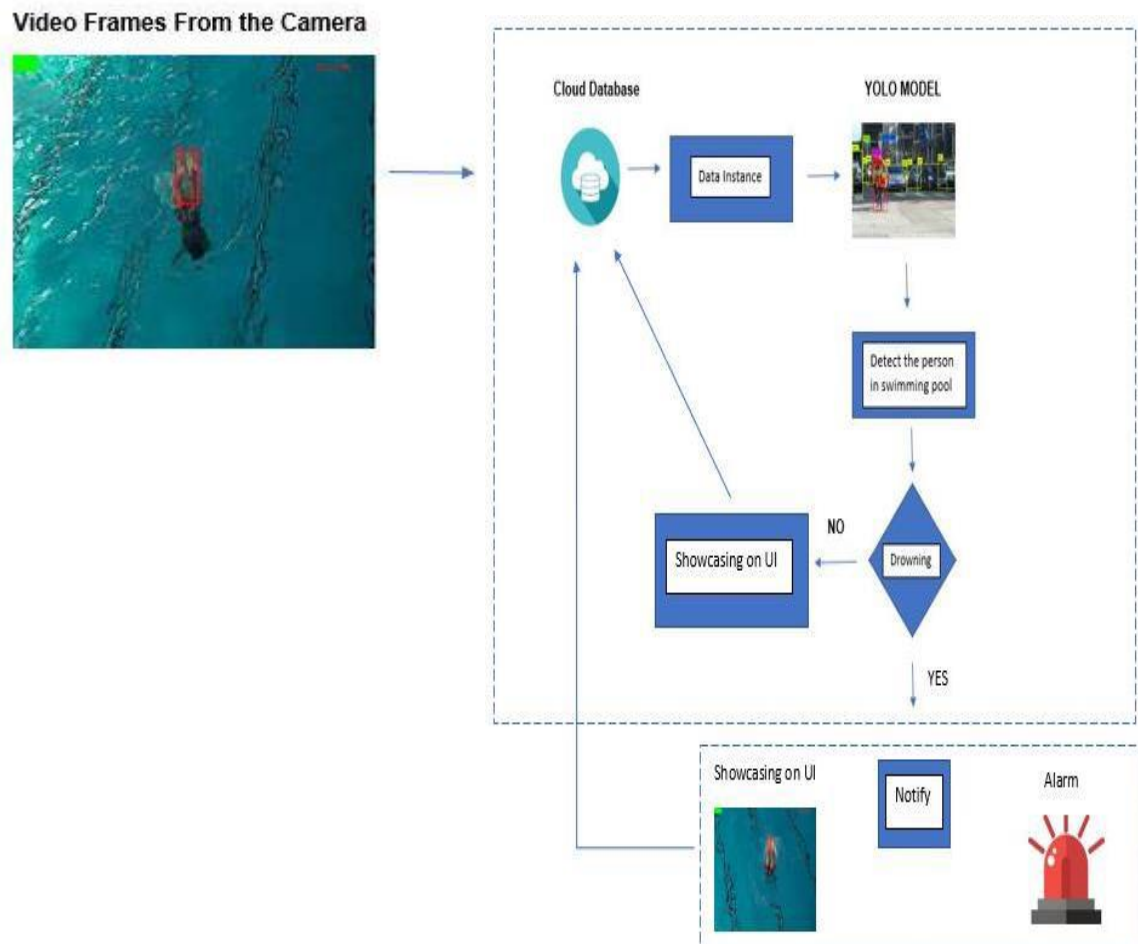 Video Frames From the Camera
Cloud Database
YOLO MODEL
Data Instance
Detect the person
in swimming pool
Drowning
NO
Showcasing on UI
YES
Showcasing on UI
Notify
Alarm